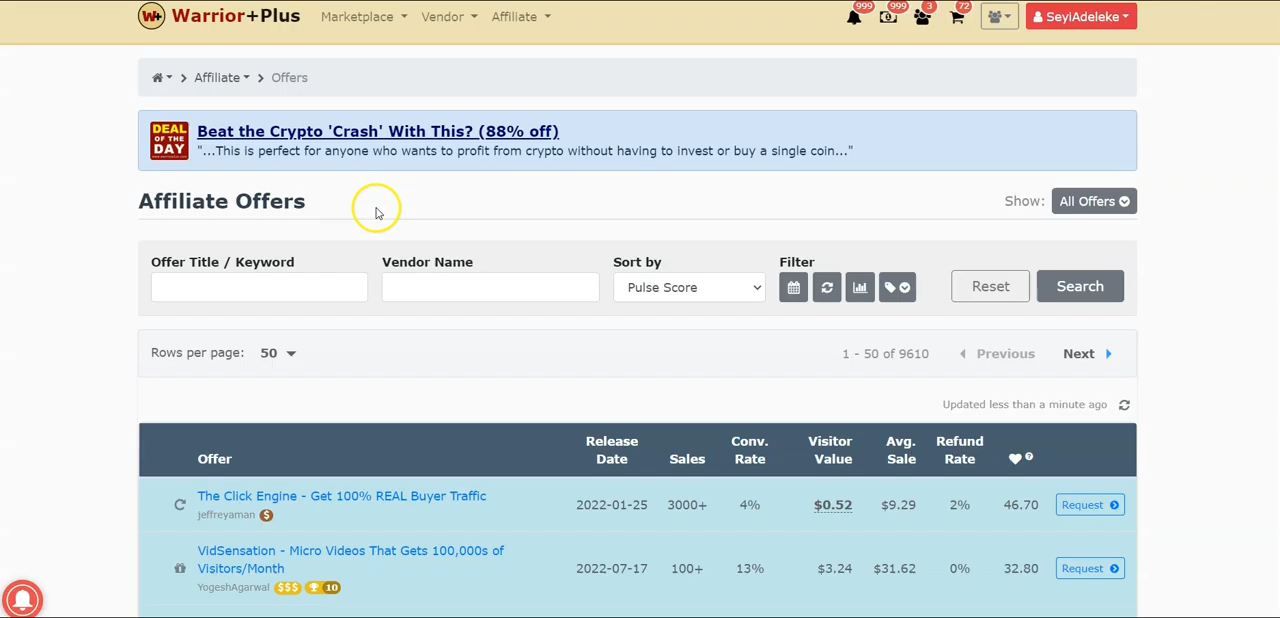 W+ Warrior+Plus Marketplace Vendor Affiliate 999 999 3 72 SeyiAdeleke
Affiliate Offers
DEAL OF THE DAY
Beat the Crypto 'Crash' With This? (88% off)
"...This is perfect for anyone who wants to profit from crypto without having to invest or buy a single coin..."
Affiliate Offers Show: All Offers
Offer Title / Keyword Vendor Name Sort by Filter
Pulse Score Reset Search
Rows per page: 50 1 - 50 of 9610 Previous Next
Updated less than a minute ago
Offer Release Date Sales Conv. Rate Visitor Value Avg. Sale Refund Rate ?
The Click Engine - Get 100% REAL Buyer Traffic 2022-01-25 3000+ 4% $0.52 $9.29 2% 46.70 Request
jeffreyaman $
VidSensation - Micro Videos That Gets 100,000s of
Visitors/Month 2022-07-17 100+ 13% $3.24 $31.62 0% 32.80 Request
YogeshAgarwal $$$ 10